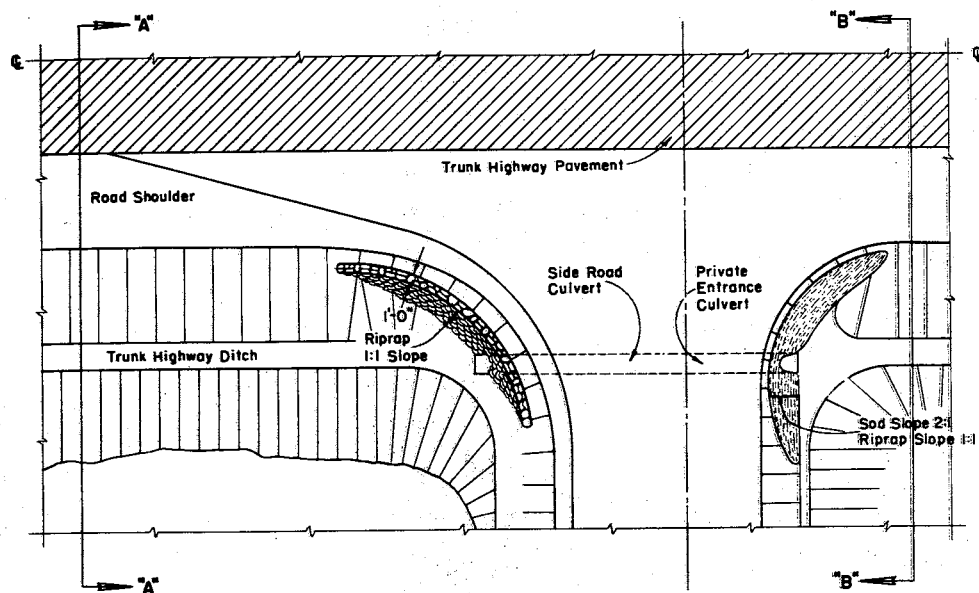 "A"
"B"
℄
℄
Trunk Highway Pavement
Road Shoulder
Side Road
Culvert
Private
Entrance
Culvert
1'-0"
Riprap
1:1 Slope
Trunk Highway Ditch
Sod Slope 2:1
Riprap Slope 1:1
"A"
"B"